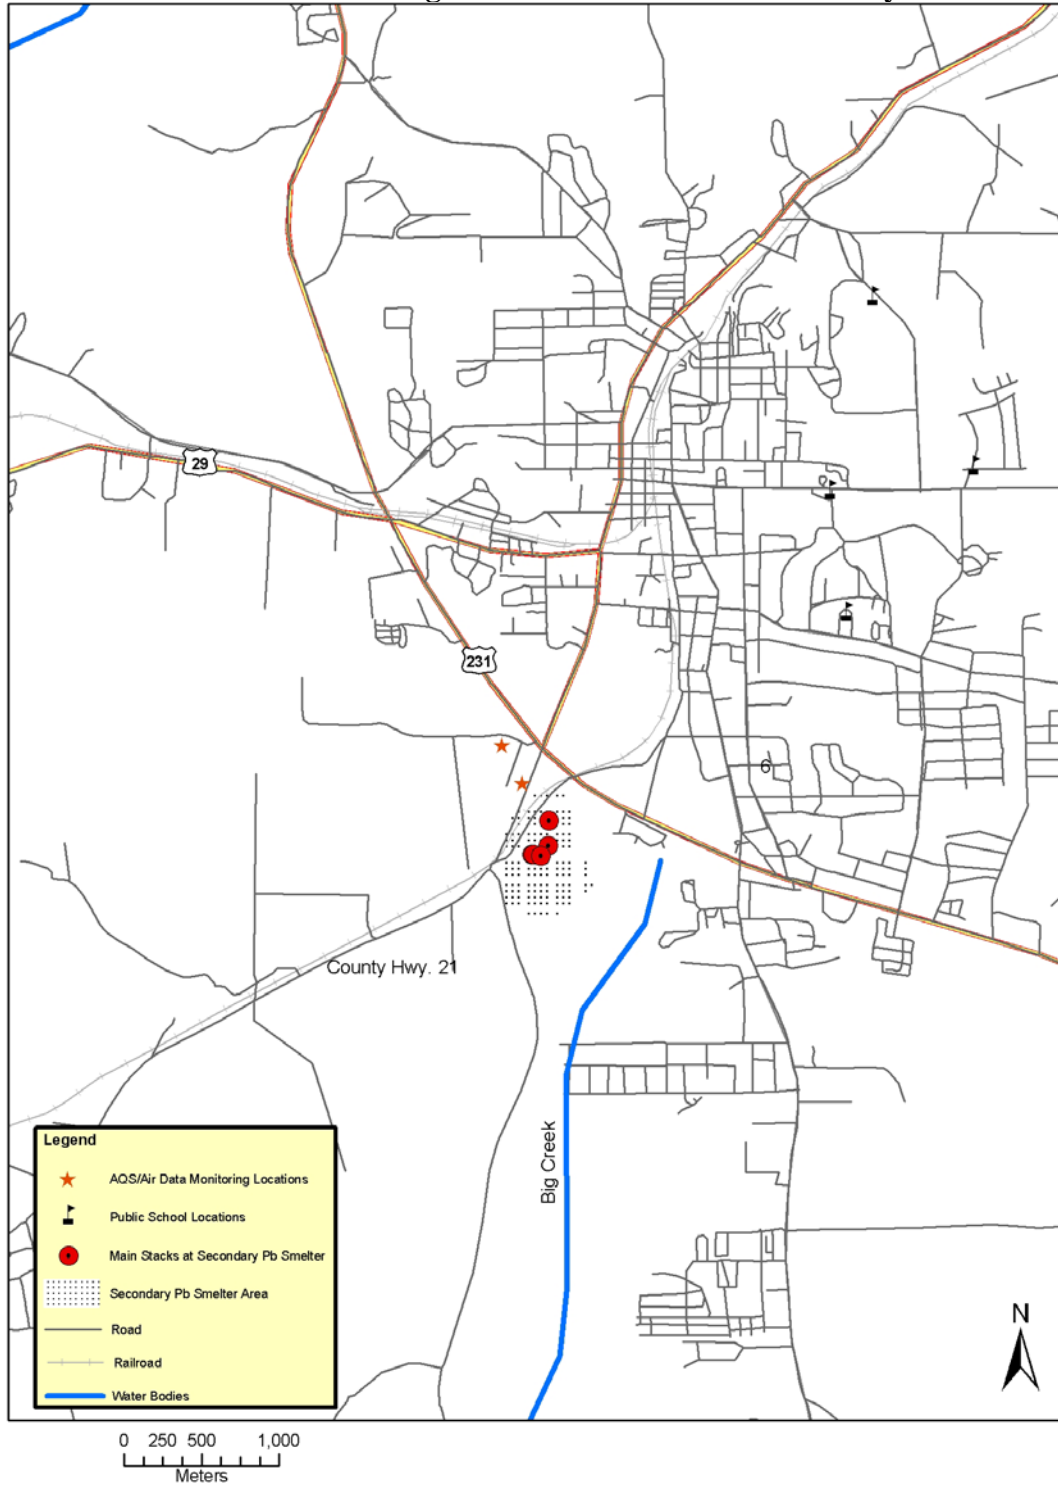 29
231
6
County Hwy. 21
Big Creek
Legend
AQS/Air Data Monitoring Locations
Public School Locations
Main Stacks at Secondary Pb Smelter
Secondary Pb Smelter Area
Road
Railroad
Water Bodies
N
0 250 500 1,000
Meters